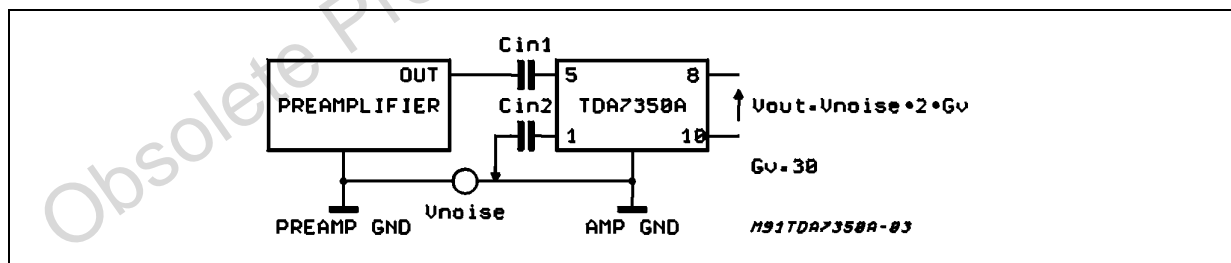 Obsolete Pr
Cin1
OUT
5
8
PREAMPLIFIER
Cin2
TDA7350A
Vout=Vnoise*2*Gv
1
10
Gv=30
Vnoise
PREAMP GND
AMP GND
M91TDA7350A-03